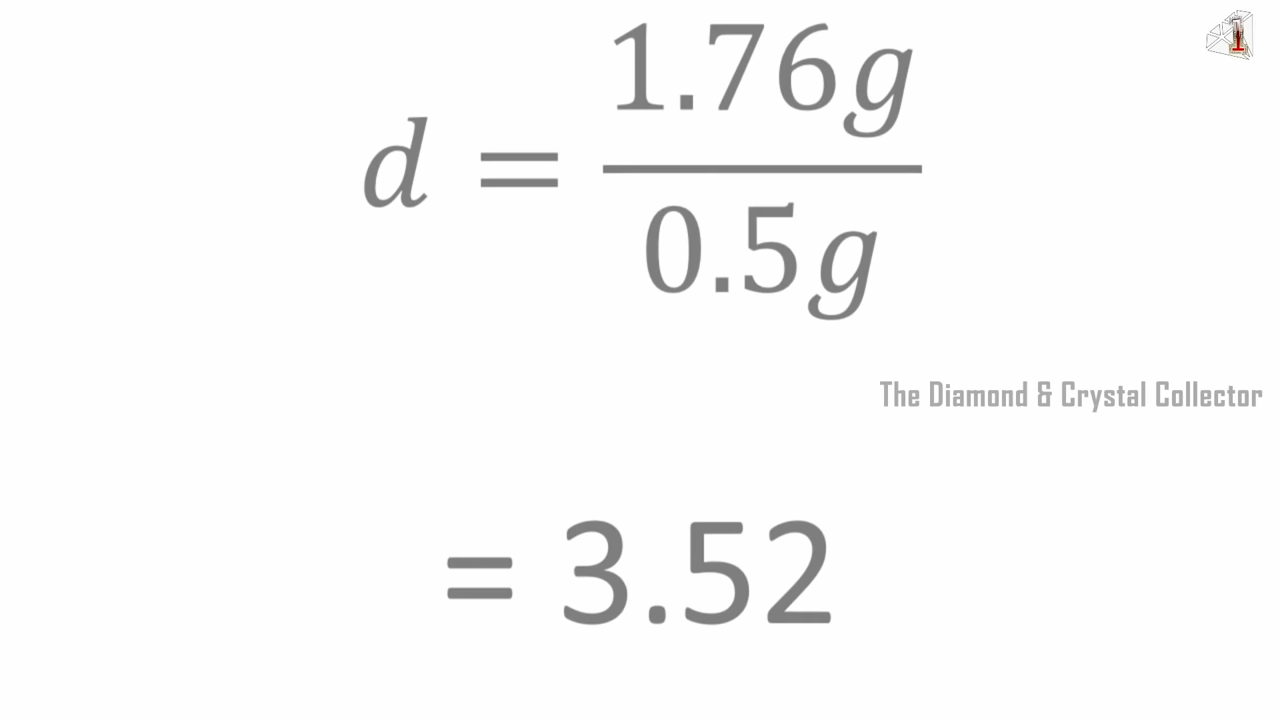 d = 1.76g
0.5g
The Diamond & Crystal Collector
= 3.52